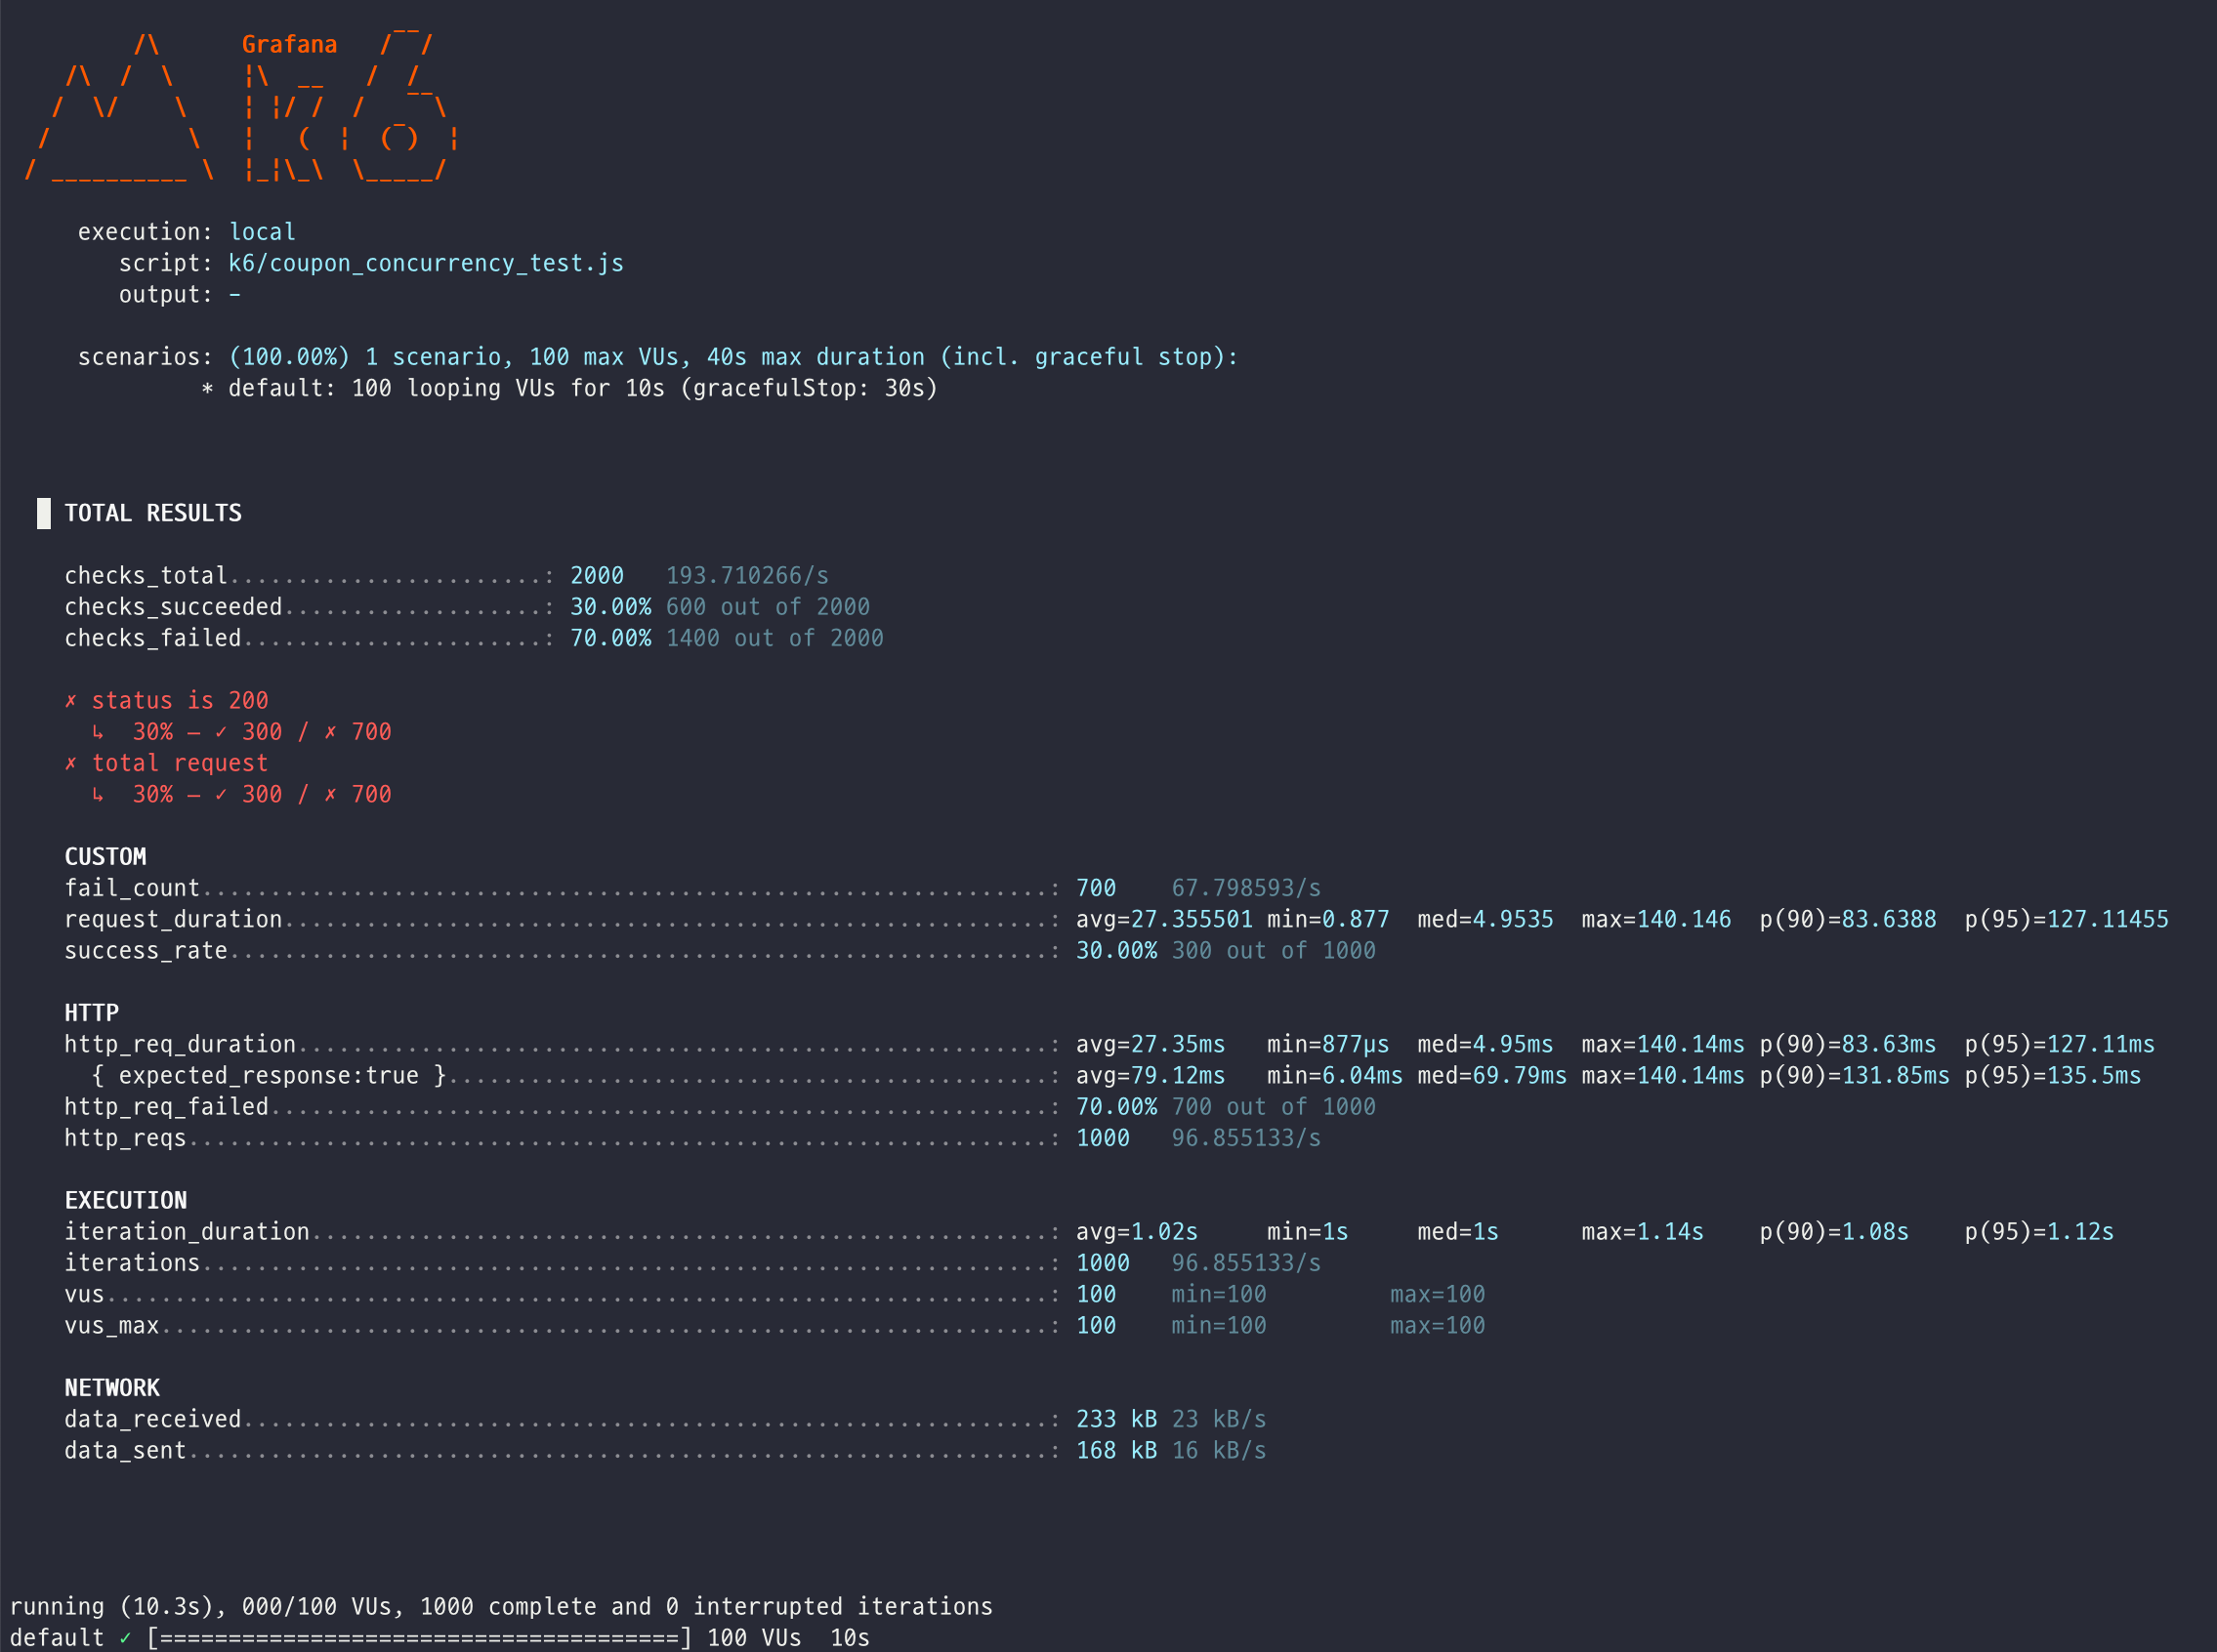 /\      Grafana   /‾‾/
    /\  /  \     |\  __   /  /
   /  \/    \    | |/ /  /   ‾‾\
  /          \   |   (  |  (‾)  |
 / __________ \  |_|\_\  \_____/
execution: local
script: k6/coupon_concurrency_test.js
output: -
scenarios: (100.00%) 1 scenario, 100 max VUs, 40s max duration (incl. graceful stop):
* default: 100 looping VUs for 10s (gracefulStop: 30s)
█ TOTAL RESULTS
checks_total.......................: 2000   193.710266/s
checks_succeeded...................: 30.00% 600 out of 2000
checks_failed......................: 70.00% 1400 out of 2000
✗ status is 200
↳  30% — ✓ 300 / ✗ 700
✗ total request
↳  30% — ✓ 300 / ✗ 700
CUSTOM
fail_count..............................................................: 700    67.798593/s
request_duration........................................................: avg=27.355501 min=0.877  med=4.9535  max=140.146  p(90)=83.6388  p(95)=127.11455
success_rate............................................................: 30.00% 300 out of 1000
HTTP
http_req_duration.......................................................: avg=27.35ms   min=877µs  med=4.95ms  max=140.14ms p(90)=83.63ms  p(95)=127.11ms
{ expected_response:true }............................................: avg=79.12ms   min=6.04ms med=69.79ms max=140.14ms p(90)=131.85ms p(95)=135.5ms
http_req_failed.........................................................: 70.00% 700 out of 1000
http_reqs...............................................................: 1000   96.855133/s
EXECUTION
iteration_duration......................................................: avg=1.02s     min=1s     med=1s      max=1.14s    p(90)=1.08s    p(95)=1.12s
iterations..............................................................: 1000   96.855133/s
vus.....................................................................: 100    min=100         max=100
vus_max.................................................................: 100    min=100         max=100
NETWORK
data_received...........................................................: 233 kB 23 kB/s
data_sent...............................................................: 168 kB 16 kB/s
running (10.3s), 000/100 VUs, 1000 complete and 0 interrupted iterations
default ✓ [======================================] 100 VUs  10s